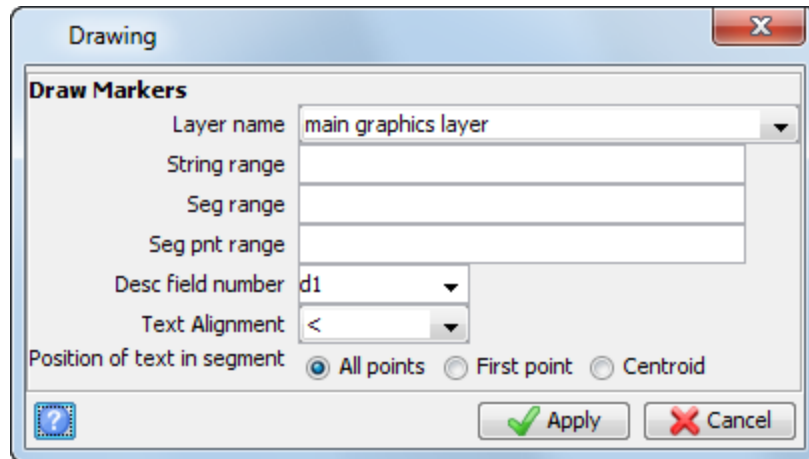 Drawing
Draw Markers
Layer name main graphics layer
String range
Seg range
Seg pnt range
Desc field number d1
Text Alignment <
Position of text in segment All points First point Centroid
? Apply Cancel